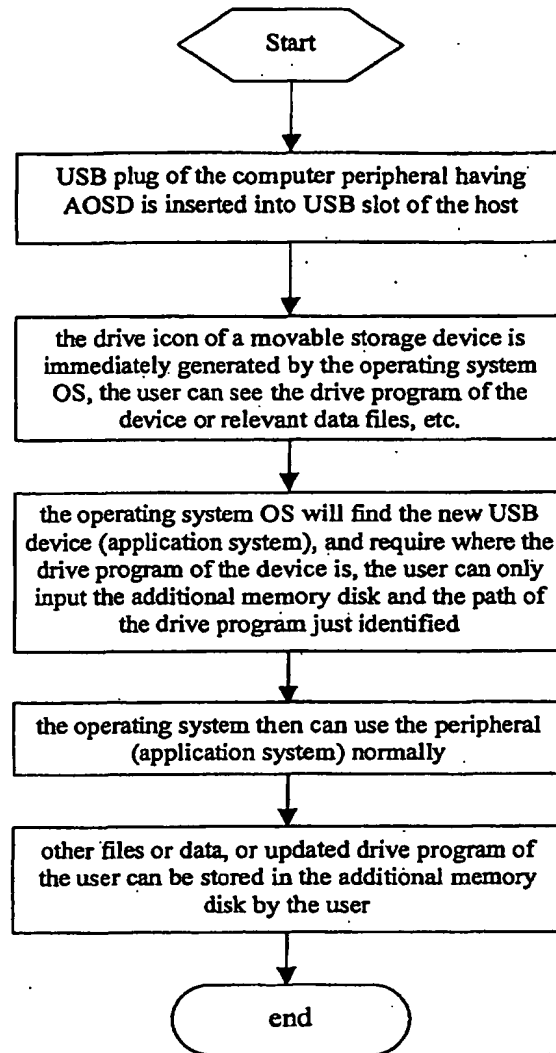 Start
USB plug of the computer peripheral having
AOSD is inserted into USB slot of the host
the drive icon of a movable storage device is
immediately generated by the operating system
OS, the user can see the drive program of the
device or relevant data files, etc.
the operating system OS will find the new USB
device (application system), and require where the
drive program of the device is, the user can only
input the additional memory disk and the path of
the drive program just identified
the operating system then can use the peripheral
(application system) normally
other files or data, or updated drive program of
the user can be stored in the additional memory
disk by the user
end